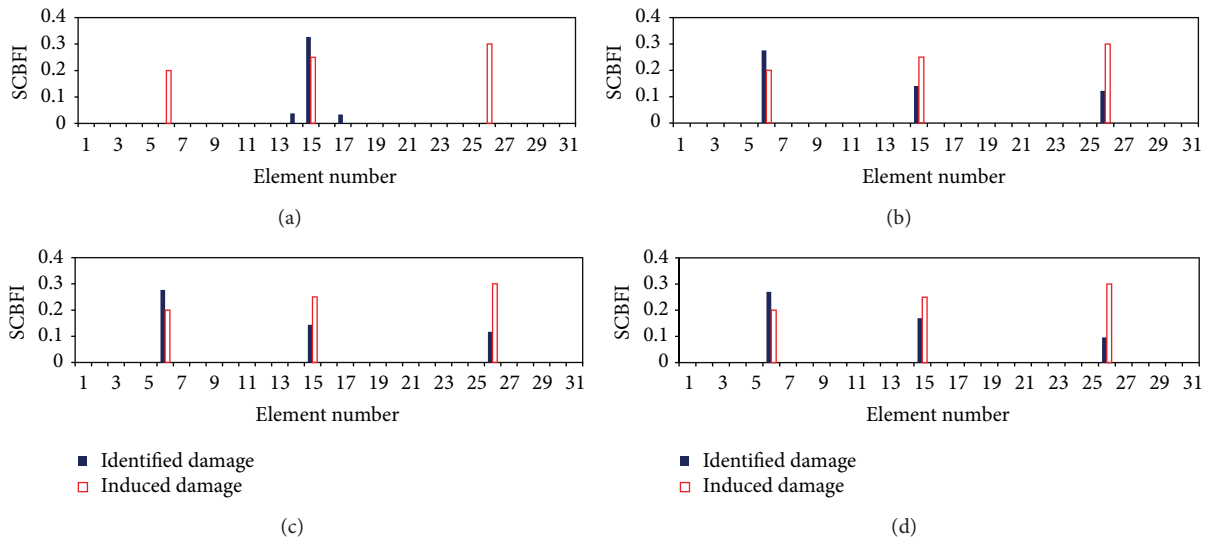 SCBFI
0.4
0.3
0.2
0.1
0
1 3 5 7 9 11 13 15 17 19 21 23 25 27 29 31
Element number
(a)
SCBFI
0.4
0.3
0.2
0.1
0
1 3 5 7 9 11 13 15 17 19 21 23 25 27 29 31
Element number
(b)
SCBFI
0.4
0.3
0.2
0.1
0
1 3 5 7 9 11 13 15 17 19 21 23 25 27 29 31
Element number
Identified damage
Induced damage
(c)
SCBFI
0.4
0.3
0.2
0.1
0
1 3 5 7 9 11 13 15 17 19 21 23 25 27 29 31
Element number
Identified damage
Induced damage
(d)